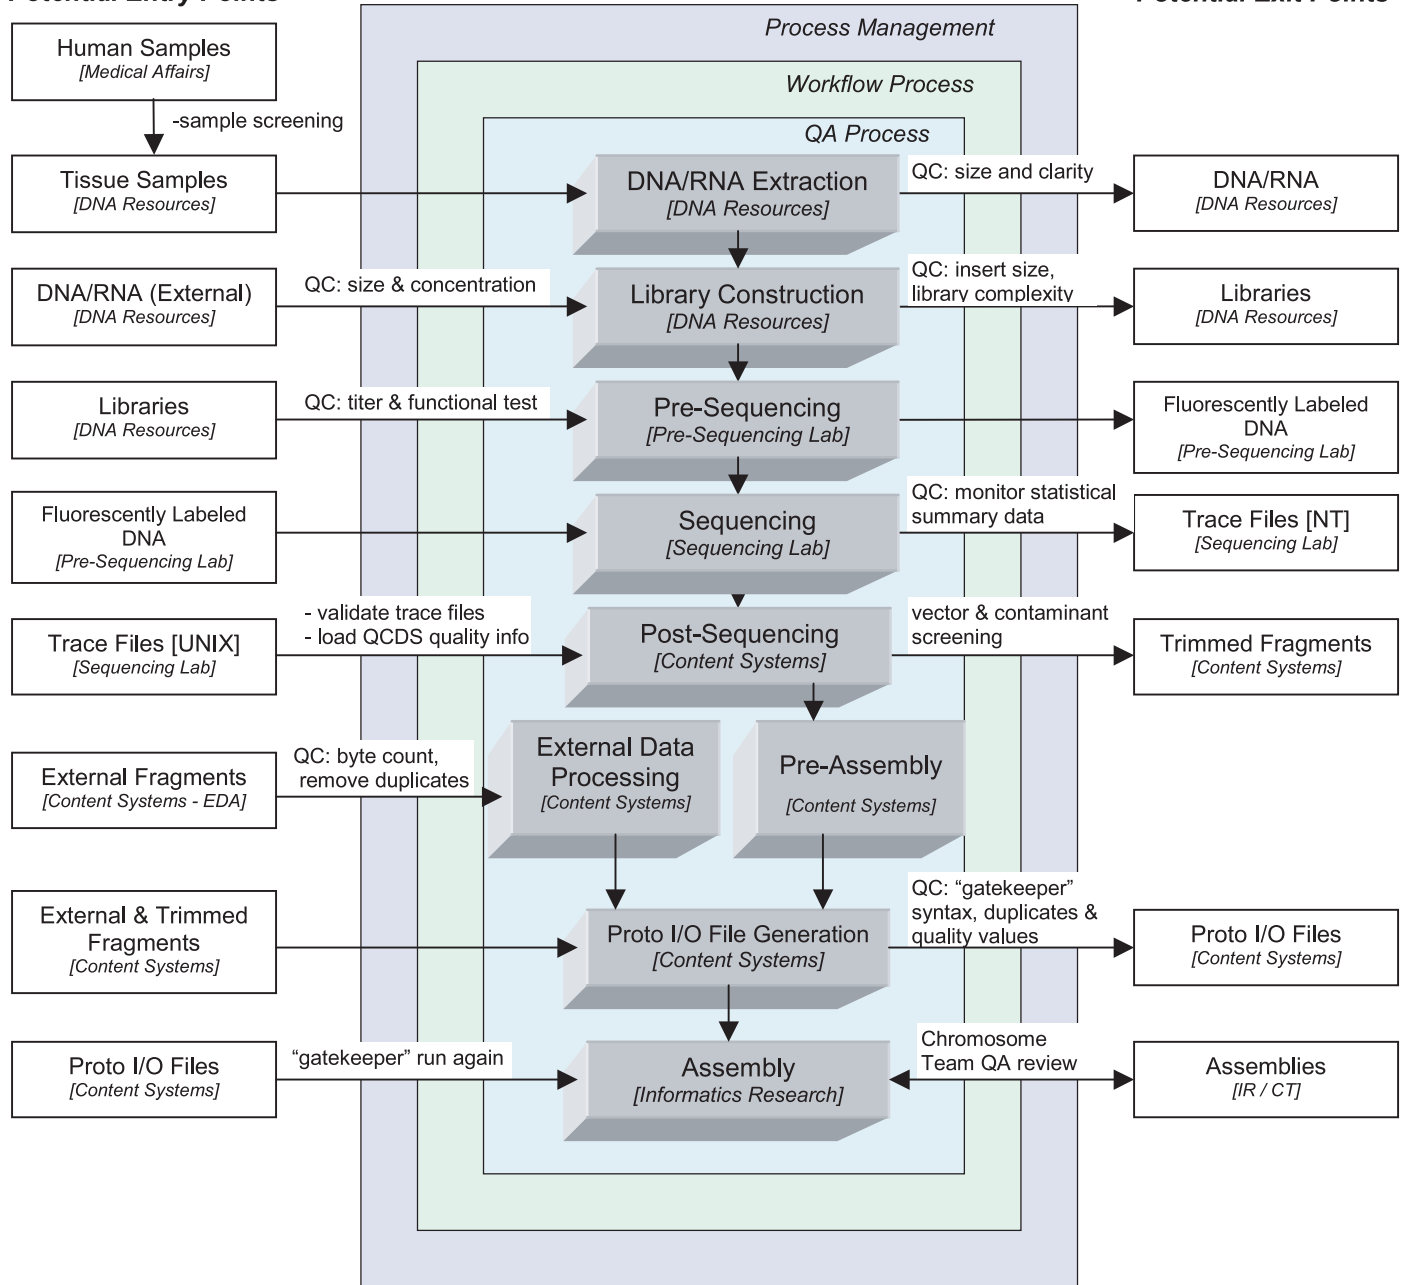 Potential Entry Points
Potential Exit Points
Process Management
Workflow Process
QA Process
Human Samples
[Medical Affairs]
-sample screening
Tissue Samples
[DNA Resources]
DNA/RNA Extraction
[DNA Resources]
QC: size and clarity
DNA/RNA
[DNA Resources]
DNA/RNA (External)
[DNA Resources]
QC: size & concentration
Library Construction
[DNA Resources]
QC: insert size,
library complexity
Libraries
[DNA Resources]
Libraries
[DNA Resources]
QC: titer & functional test
Pre-Sequencing
[Pre-Sequencing Lab]
Fluorescently Labeled
DNA
[Pre-Sequencing Lab]
Fluorescently Labeled
DNA
[Pre-Sequencing Lab]
Sequencing
[Sequencing Lab]
QC: monitor statistical
summary data
Trace Files [NT]
[Sequencing Lab]
Trace Files [UNIX]
[Sequencing Lab]
- validate trace files
- load QCDS quality info
Post-Sequencing
[Content Systems]
vector & contaminant
screening
Trimmed Fragments
[Content Systems]
External Fragments
[Content Systems - EDA]
QC: byte count,
remove duplicates
External Data
Processing
[Content Systems]
Pre-Assembly
[Content Systems]
External & Trimmed
Fragments
[Content Systems]
Proto I/O File Generation
[Content Systems]
QC: “gatekeeper”
syntax, duplicates &
quality values
Proto I/O Files
[Content Systems]
Proto I/O Files
[Content Systems]
“gatekeeper” run again
Assembly
[Informatics Research]
Chromosome
Team QA review
Assemblies
[IR / CT]